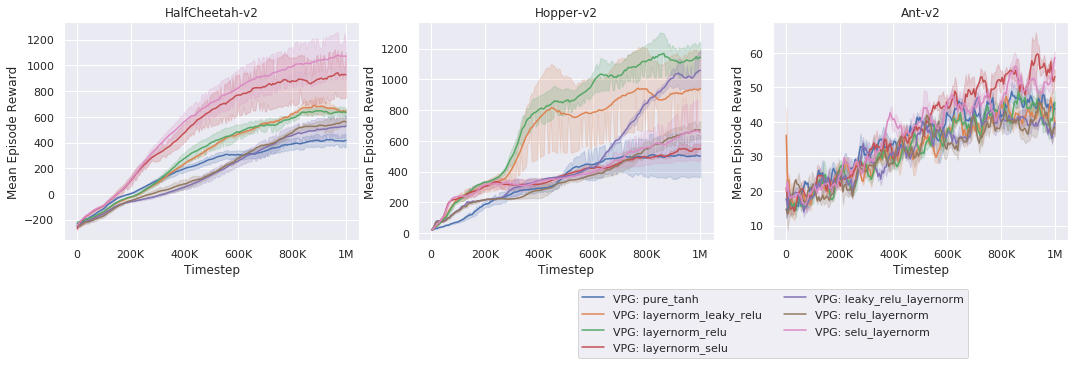 HalfCheetah-v2
Mean Episode Reward
1200
1000
800
600
400
200
0
−200
0 200K 400K 600K 800K 1M
Timestep
Hopper-v2
Mean Episode Reward
1200
1000
800
600
400
200
0
0 200K 400K 600K 800K 1M
Timestep
Ant-v2
Mean Episode Reward
60
50
40
30
20
10
0 200K 400K 600K 800K 1M
Timestep
VPG: pure_tanh
VPG: layernorm_leaky_relu
VPG: layernorm_relu
VPG: layernorm_selu
VPG: leaky_relu_layernorm
VPG: relu_layernorm
VPG: selu_layernorm